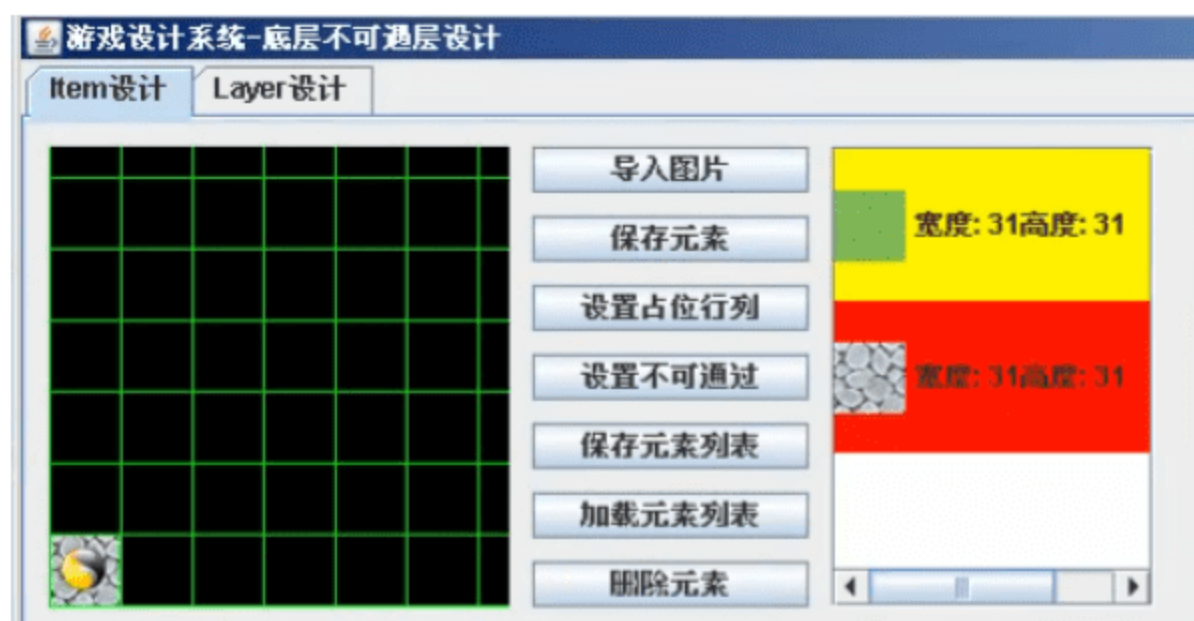 游戏设计系统-底层不可通层设计
Item设计
Layer设计
导入图片
保存元素
设置占位行列
设置不可通过
保存元素列表
加载元素列表
删除元素
宽度: 31高度: 31
宽度: 31高度: 31